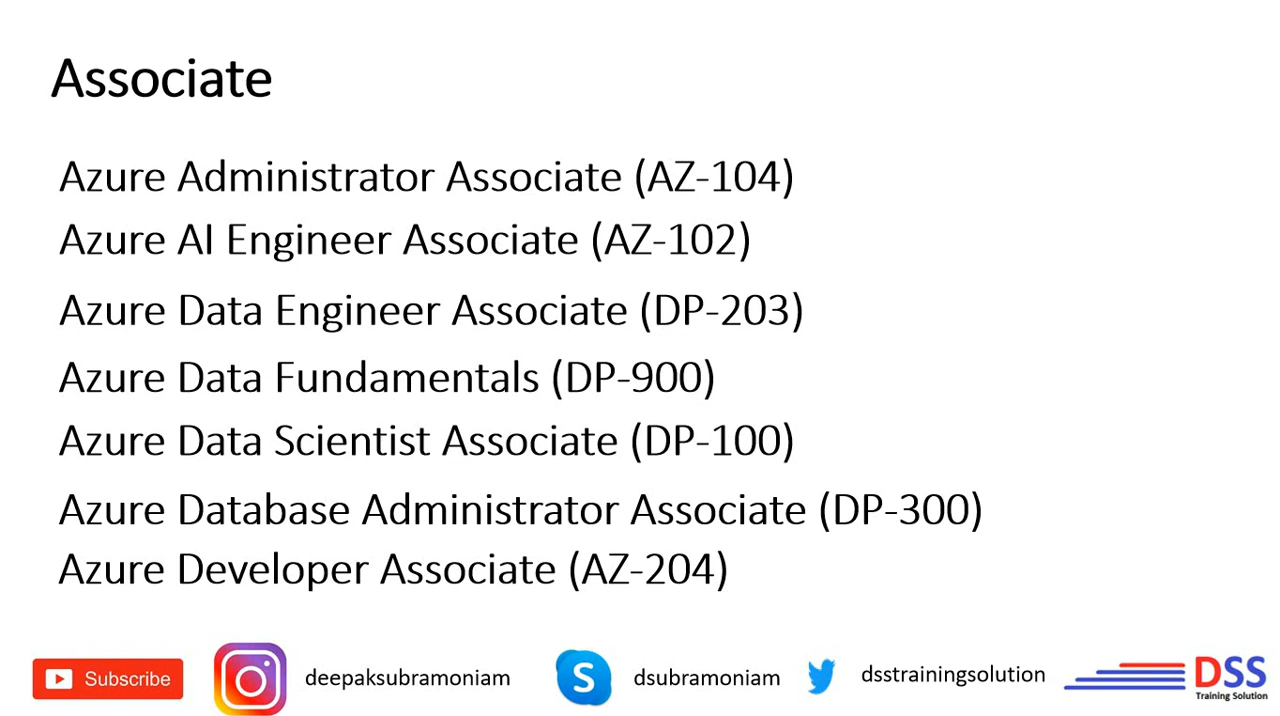 Associate
Azure Administrator Associate (AZ-104)
Azure AI Engineer Associate (AZ-102)
Azure Data Engineer Associate (DP-203)
Azure Data Fundamentals (DP-900)
Azure Data Scientist Associate (DP-100)
Azure Database Administrator Associate (DP-300)
Azure Developer Associate (AZ-204)
Subscribe
deepaksubramoniam
S
dsubramoniam
dsstrainingsolution
DSS
Training Solution